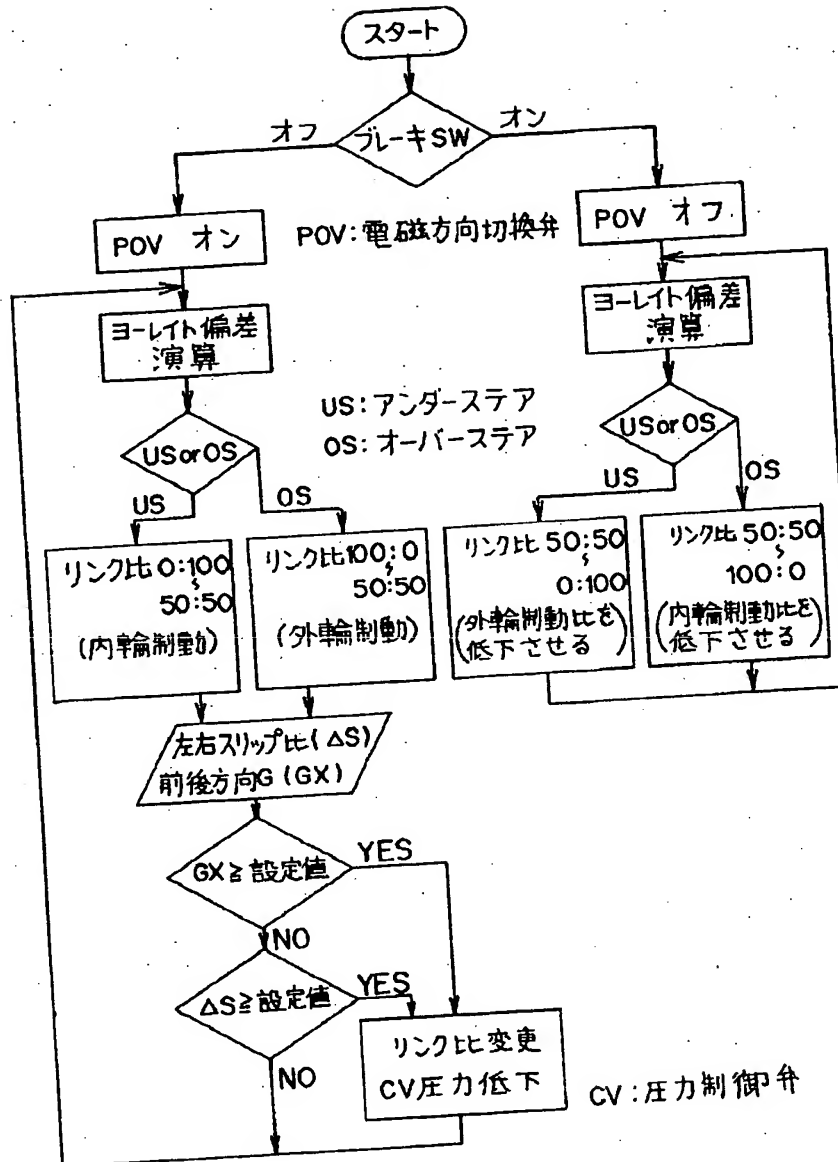 スタート
ブレーキSW
オフ
オン
POV オン
POV:電磁方向切換弁
POV オフ
ヨーレイト偏差
演算
ヨーレイト偏差
演算
US:アンダーステア
OS:オーバーステア
USorOS
USorOS
US
OS
US
OS
リンク比0:100
〜
50:50
(内輪制動)
リンク比100:0
〜
50:50
(外輪制動)
リンク比 50:50
〜
0:100
(外輪制動比を
低下させる)
リンク比 50:50
〜
100:0
(内輪制動比を
低下させる)
左右スリップ比(ΔS)
前後方向G(GX)
GX≧設定値
YES
NO
ΔS≧設定値
YES
NO
リンク比変更
CV圧力低下
CV:圧力制御弁